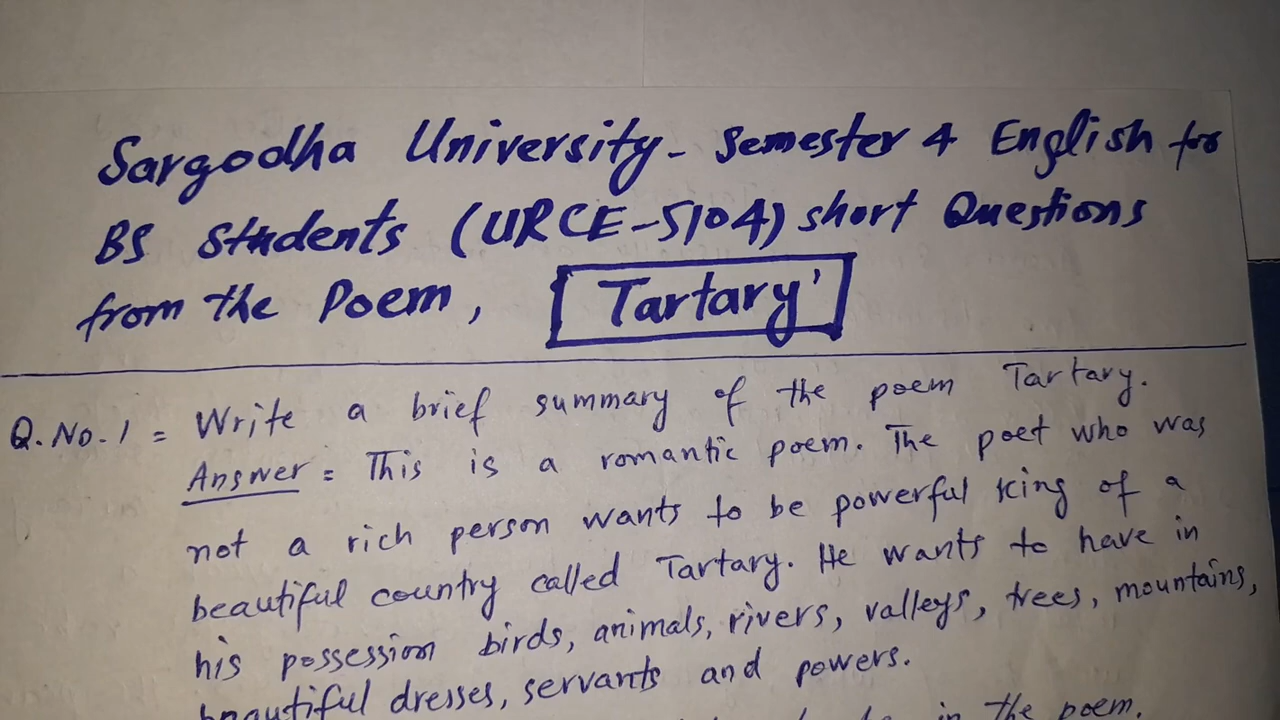 Sargodha University - Semester 4 English for
BS Students (URCE-5104) short Questions
from the Poem, [Tartary']
Q. No. 1 = Write a brief summary of the poem Tartary.
Answer = This is a romantic poem. The poet who was
not a rich person wants to be powerful king of a
beautiful country called Tartary. He wants to have in
his possession birds, animals, rivers, valleys, trees, mountains,
beautiful dresses, servants and powers.
in the poem.